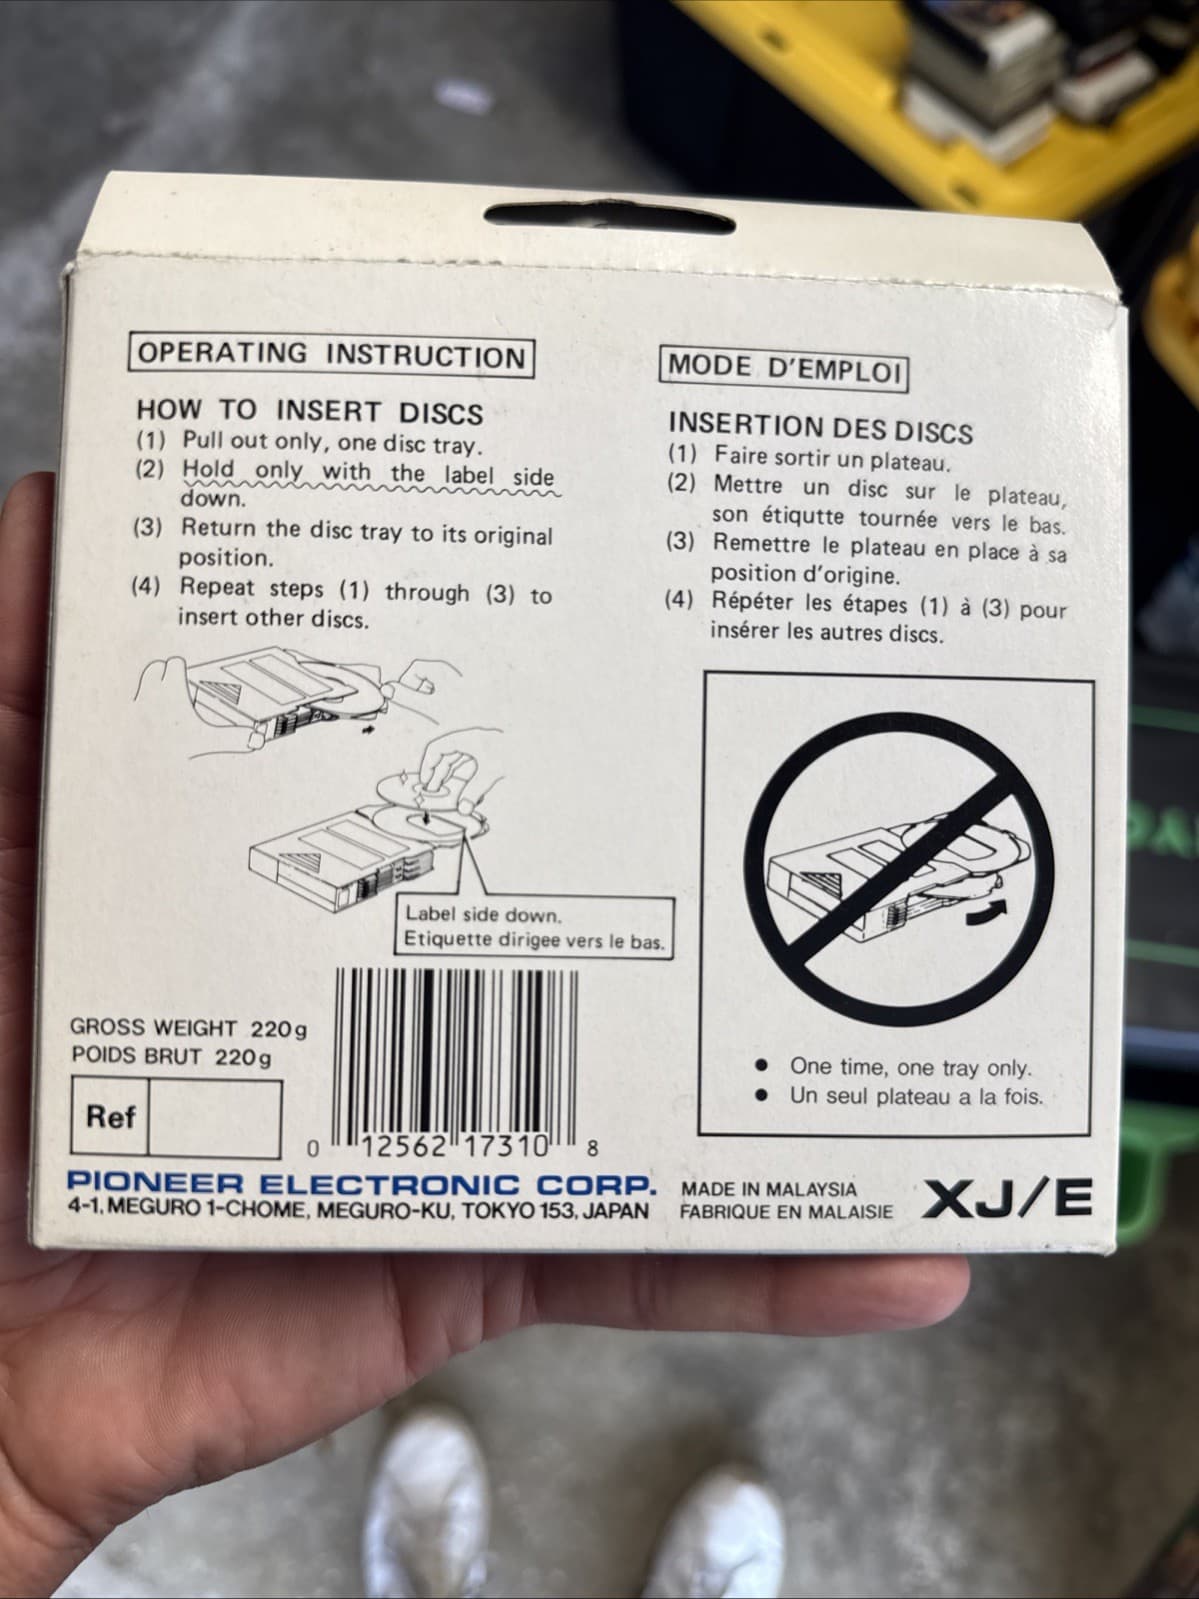 OPERATING INSTRUCTION
HOW TO INSERT DISCS
(1) Pull out only, one disc tray.
(2) Hold only with the label side
down.
(3) Return the disc tray to its original
position.
(4) Repeat steps (1) through (3) to
insert other discs.
MODE D'EMPLOI
INSERTION DES DISCS
(1) Faire sortir un plateau.
(2) Mettre un disc sur le plateau,
son étiqutte tournée vers le bas.
(3) Remettre le plateau en place à sa
position d'origine.
(4) Répéter les étapes (1) à (3) pour
insérer les autres discs.
Label side down.
Etiquette dirigee vers le bas.
• One time, one tray only.
• Un seul plateau a la fois.
GROSS WEIGHT 220g
POIDS BRUT 220g
Ref
0 12562 17310 8
PIONEER ELECTRONIC CORP.
4-1, MEGURO 1-CHOME, MEGURO-KU, TOKYO 153, JAPAN
MADE IN MALAYSIA
FABRIQUE EN MALAISIE
XJ/E